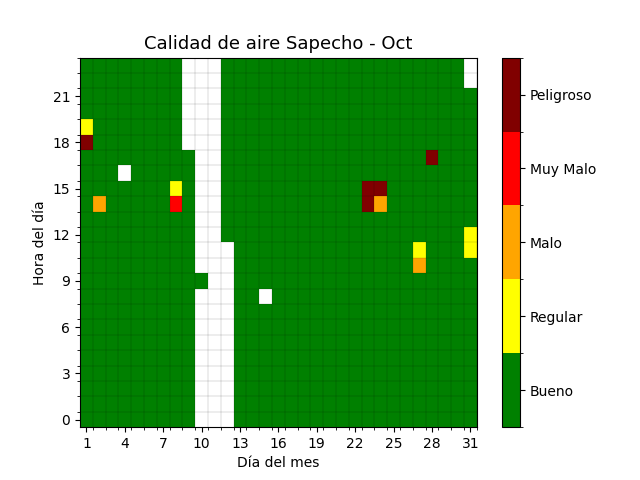 Calidad de aire Sapecho - Oct
Hora del día
21
18
15
12
9
6
3
0
1 4 7 10 13 16 19 22 25 28 31
Día del mes
Peligroso
Muy Malo
Malo
Regular
Bueno